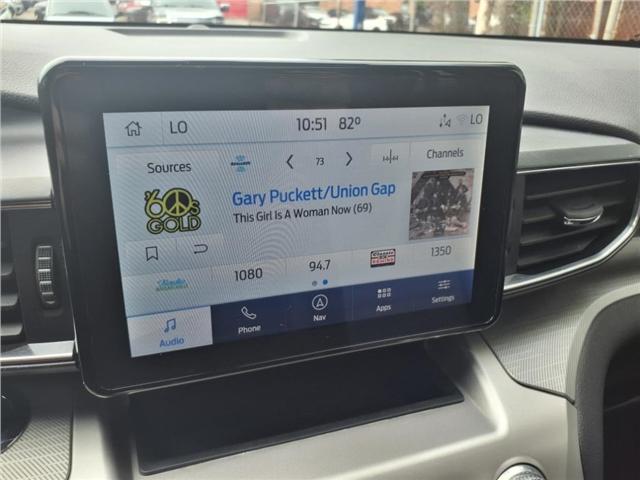 LO 10:51 82° 4 LO
Sources 73 Channels
'60s GOLD
Gary Puckett/Union Gap
This Girl Is A Woman Now (69)
1080 94.7 1350
Audio Phone Nav Apps Settings